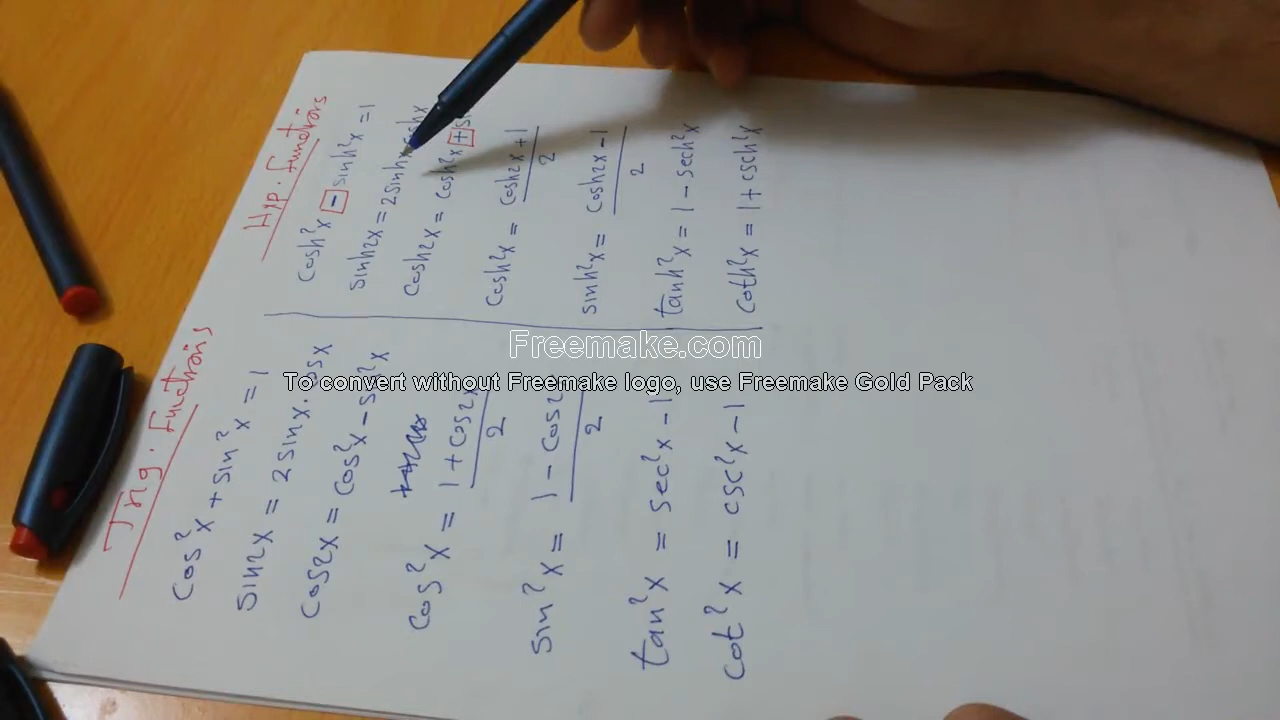 Trig. Functions
cos²x + sin²x = 1
sin2x = 2 sinx . cosx
cos2x = cos²x - sin²x
cos²x = 1 + cos2x / 2
sin²x = 1 - cos2x / 2
tan²x = sec²x - 1
cot²x = csc²x - 1
Hyp. Functions
cosh²x - sinh²x = 1
sinh2x = 2sinhx coshx
cosh2x = cosh²x +
cosh²x = cosh2x + 1 / 2
sinh²x = cosh2x - 1 / 2
tanh²x = 1 - sech²x
coth²x = 1 + csch²x
Freemake.com
To convert without Freemake logo, use Freemake Gold Pack